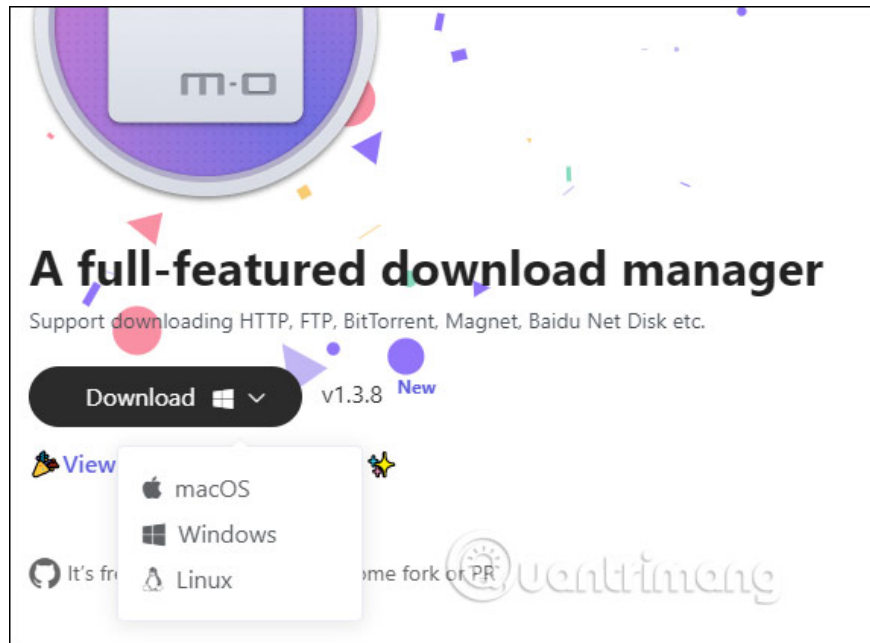 m·o
A full-featured download manager
Support downloading HTTP, FTP, BitTorrent, Magnet, Baidu Net Disk etc.
Download v1.3.8 New
View
macOS
Windows
Linux
It's fr ome fork or PR
Quantrimang